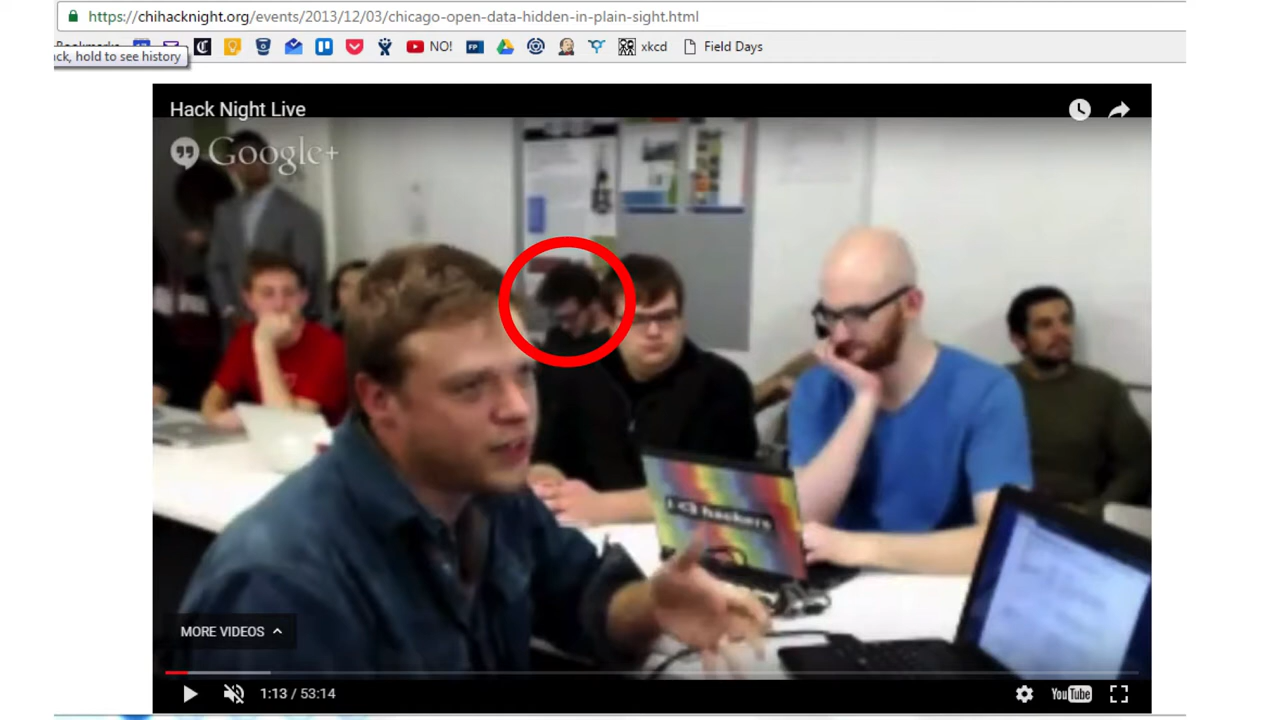 https://chihacknight.org/events/2013/12/03/chicago-open-data-hidden-in-plain-sight.html
NO! FP xkcd Field Days
ck, hold to see history
Hack Night Live
Google+
I <3 hackers
MORE VIDEOS
1:13 / 53:14
YouTube